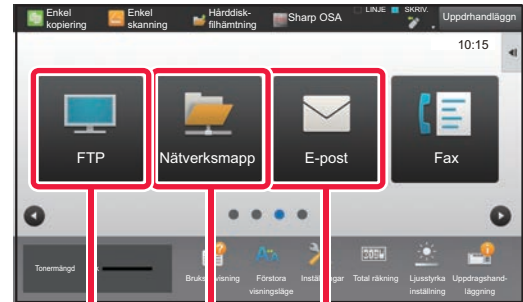 Enkel
kopiering
Enkel
skanning
Hårddisk-
filhämtning
Sharp OSA
LINJE
SKRIV.
Uppdrhandläggn
10:15
FTP
Nätverksmapp
E-post
Fax
Tonermängd
Förstora
visningsläge
Total räkning
Ljusstyrka
inställning
Uppdragshand-
läggning